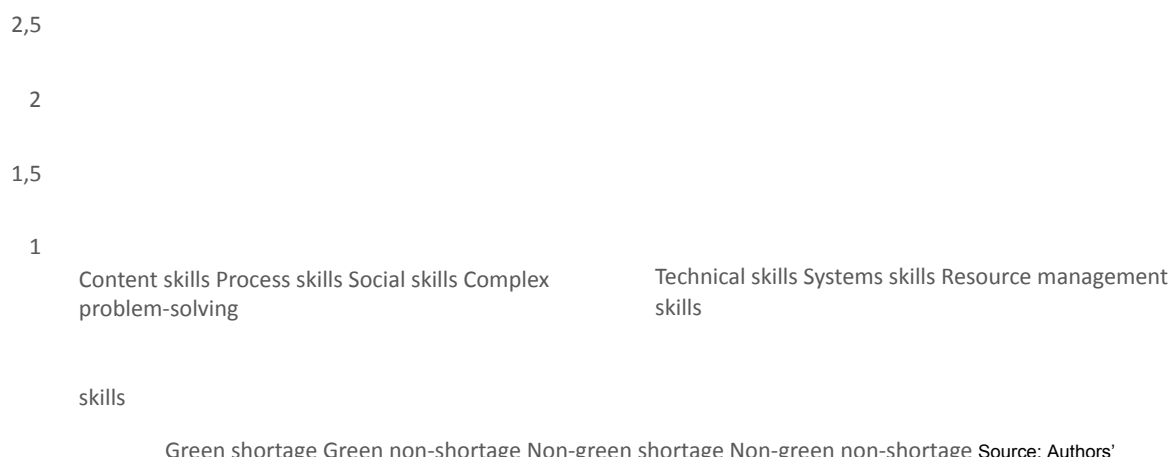 2,5
2
1,5
1
Content skills Process skills Social skills Complex
problem-solving
Technical skills Systems skills Resource management
skills
skills
Green shortage Green non-shortage Non-green shortage Non-green non-shortage Source: Authors’